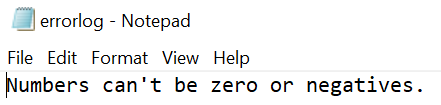 errorlog - Notepad
File Edit Format View Help
Numbers can't be zero or negatives.